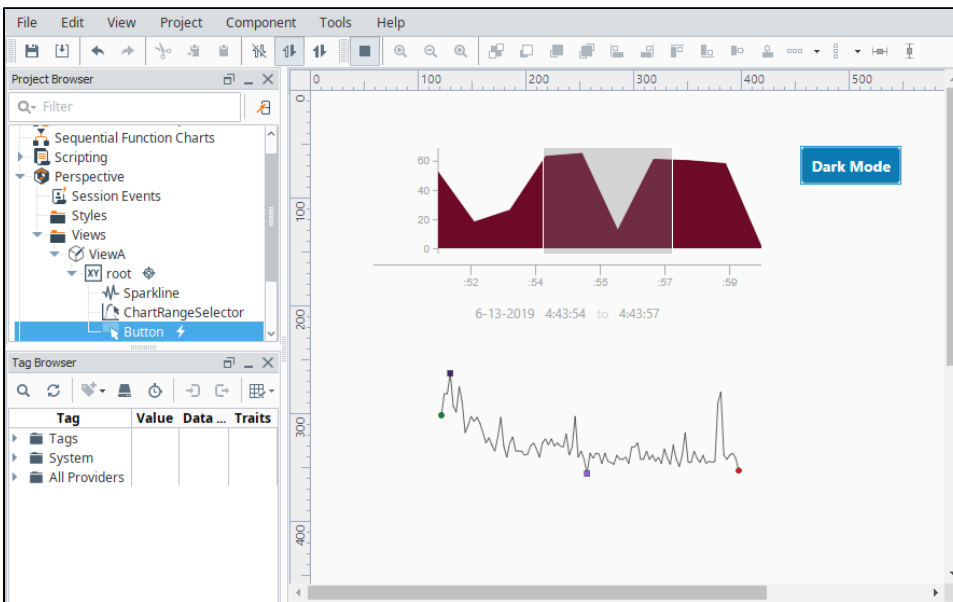 File Edit View Project Component Tools Help
Project Browser
Filter
Sequential Function Charts
Scripting
Perspective
Session Events
Styles
Views
ViewA
XY root
Sparkline
ChartRangeSelector
Button
Tag Browser
Tag Value Data ... Traits
Tags
System
All Providers
0 100 200 300 400 500
0
100
200
300
400
60
40
20
0
:52 :54 :55 :57 :59
6-13-2019 4:43:54 to 4:43:57
Dark Mode